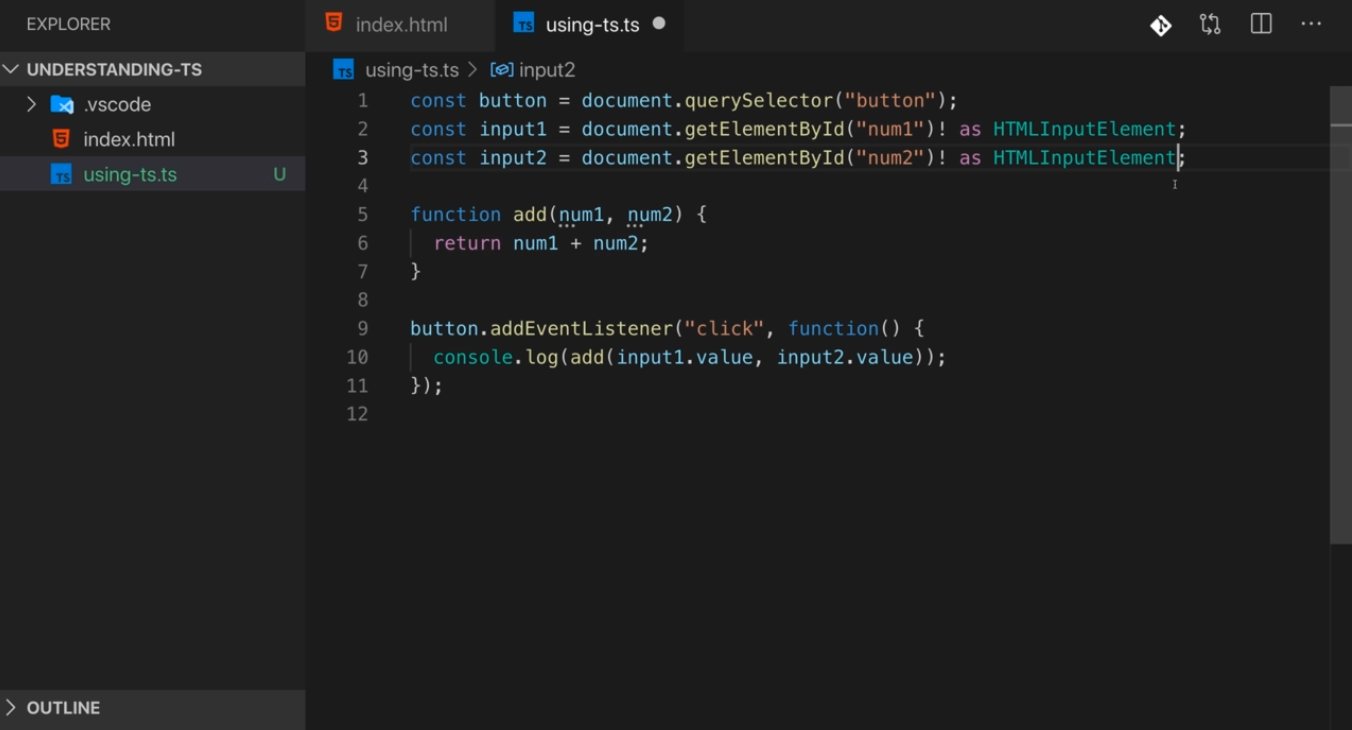 EXPLORER
UNDERSTANDING-TS
.vscode
index.html
using-ts.ts U
OUTLINE
index.html using-ts.ts
using-ts.ts > input2
1 const button = document.querySelector("button");
2 const input1 = document.getElementById("num1")! as HTMLInputElement;
3 const input2 = document.getElementById("num2")! as HTMLInputElement;
4
5 function add(num1, num2) {
6 return num1 + num2;
7 }
8
9 button.addEventListener("click", function() {
10 console.log(add(input1.value, input2.value));
11 });
12